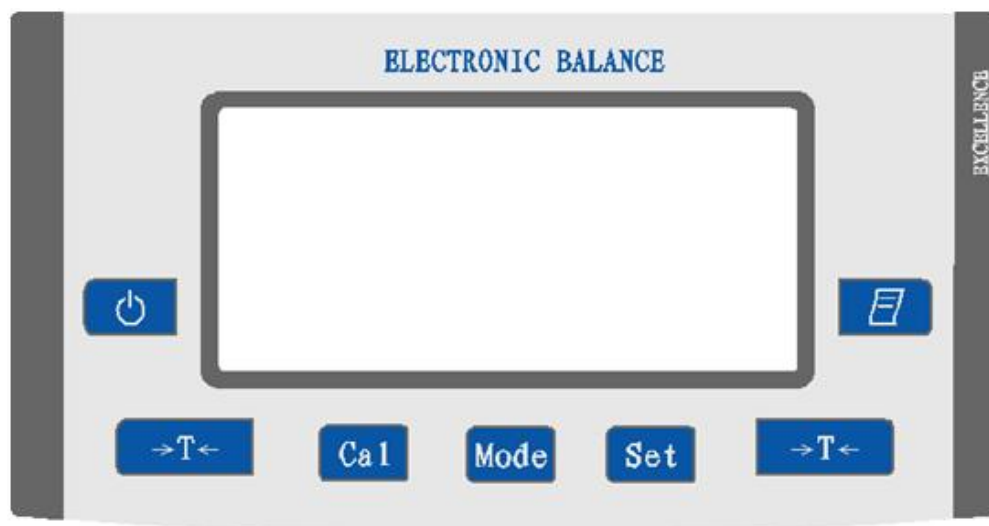 ELECTRONIC BALANCE
EXCELLENCE
→T←
Cal
Mode
Set
→T←